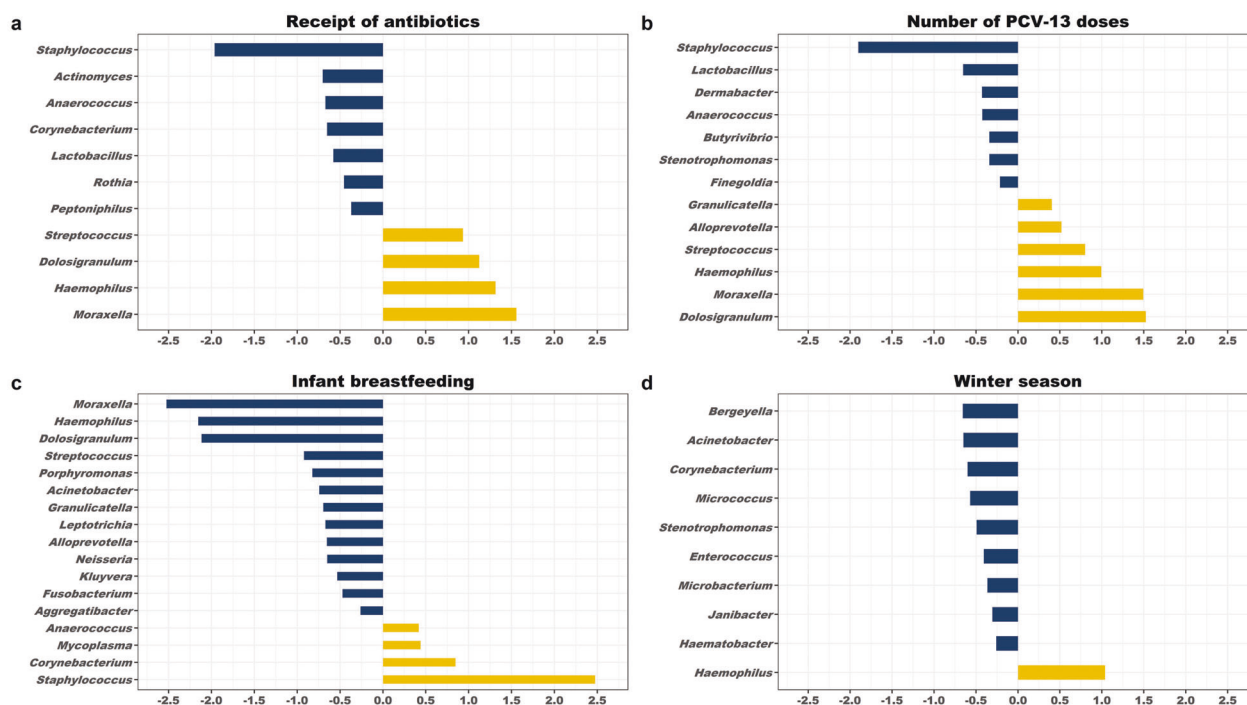 a
Receipt of antibiotics
Staphylococcus
Actinomyces
Anaerococcus
Corynebacterium
Lactobacillus
Rothia
Peptoniphilus
Streptococcus
Dolosigranulum
Haemophilus
Moraxella
-2.5 -2.0 -1.5 -1.0 -0.5 0.0 0.5 1.0 1.5 2.0 2.5
b
Number of PCV-13 doses
Staphylococcus
Lactobacillus
Dermabacter
Anaerococcus
Butyrivibrio
Stenotrophomonas
Finegoldia
Granulicatella
Alloprevotella
Streptococcus
Haemophilus
Moraxella
Dolosigranulum
-2.5 -2.0 -1.5 -1.0 -0.5 0.0 0.5 1.0 1.5 2.0 2.5
c
Infant breastfeeding
Moraxella
Haemophilus
Dolosigranulum
Streptococcus
Porphyromonas
Acinetobacter
Granulicatella
Leptotrichia
Alloprevotella
Neisseria
Kluyvera
Fusobacterium
Aggregatibacter
Anaerococcus
Mycoplasma
Corynebacterium
Staphylococcus
-2.5 -2.0 -1.5 -1.0 -0.5 0.0 0.5 1.0 1.5 2.0 2.5
d
Winter season
Bergeyella
Acinetobacter
Corynebacterium
Micrococcus
Stenotrophomonas
Enterococcus
Microbacterium
Janibacter
Haematobacter
Haemophilus
-2.5 -2.0 -1.5 -1.0 -0.5 0.0 0.5 1.0 1.5 2.0 2.5